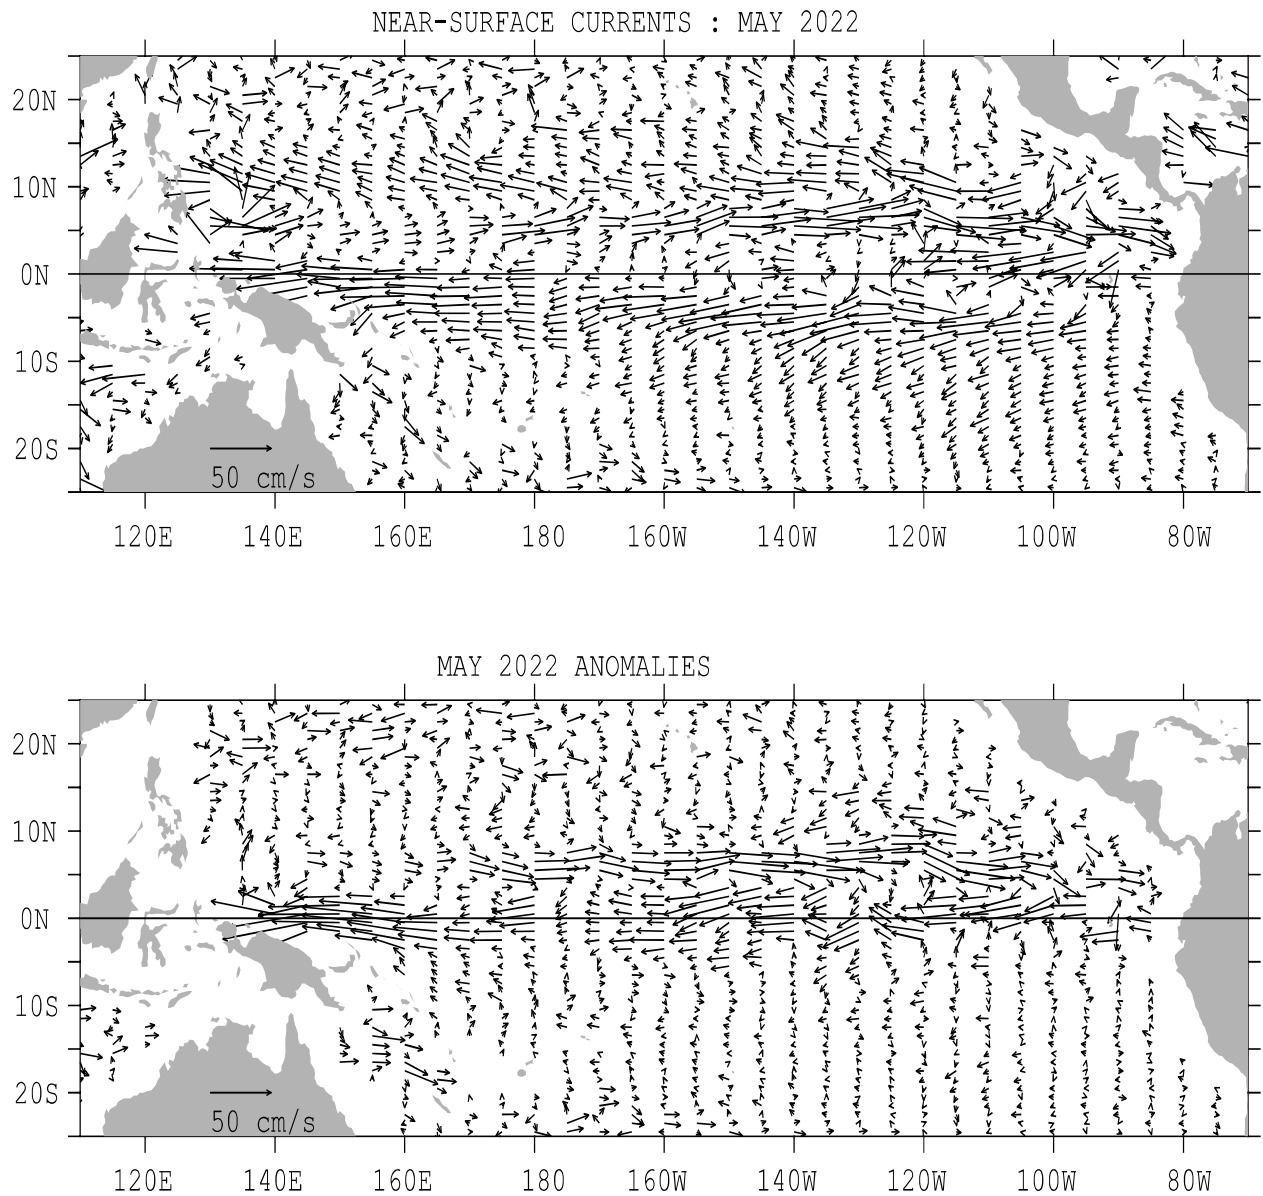 NEAR-SURFACE CURRENTS : MAY 2022
20N
10N
0N
10S
20S
50 cm/s
120E 140E 160E 180 160W 140W 120W 100W 80W
MAY 2022 ANOMALIES
20N
10N
0N
10S
20S
50 cm/s
120E 140E 160E 180 160W 140W 120W 100W 80W